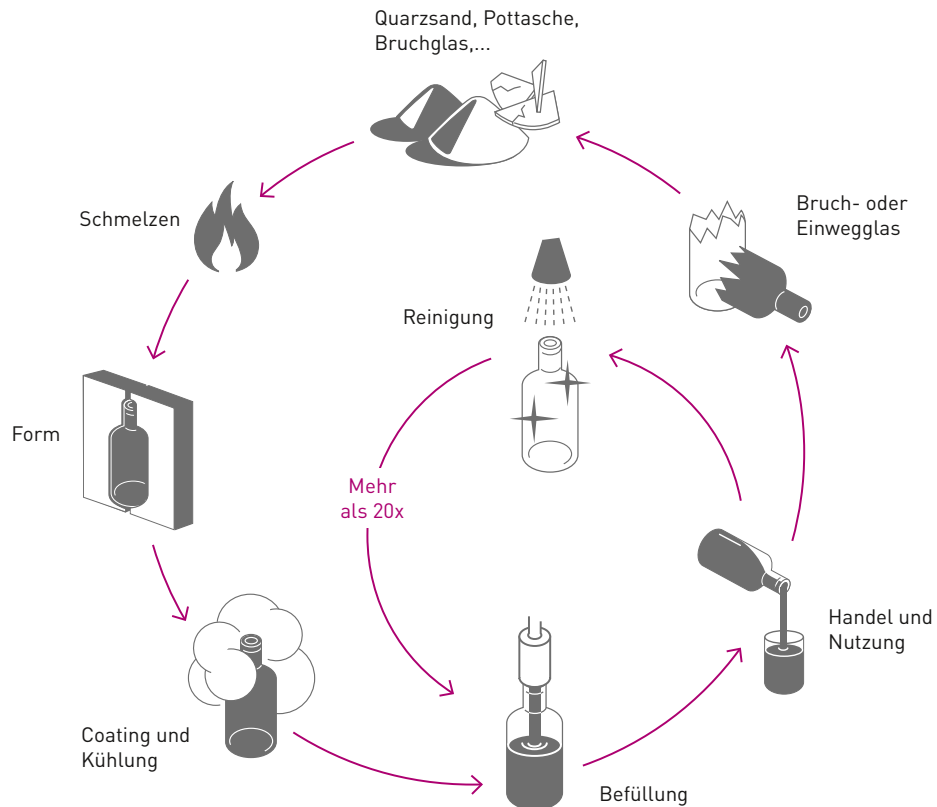 Quarzsand, Pottasche,
Bruchglas,...
Schmelzen
Bruch- oder
Einwegglas
Reinigung
Form
Mehr
als 20x
Handel und
Nutzung
Coating und
Kühlung
Befüllung